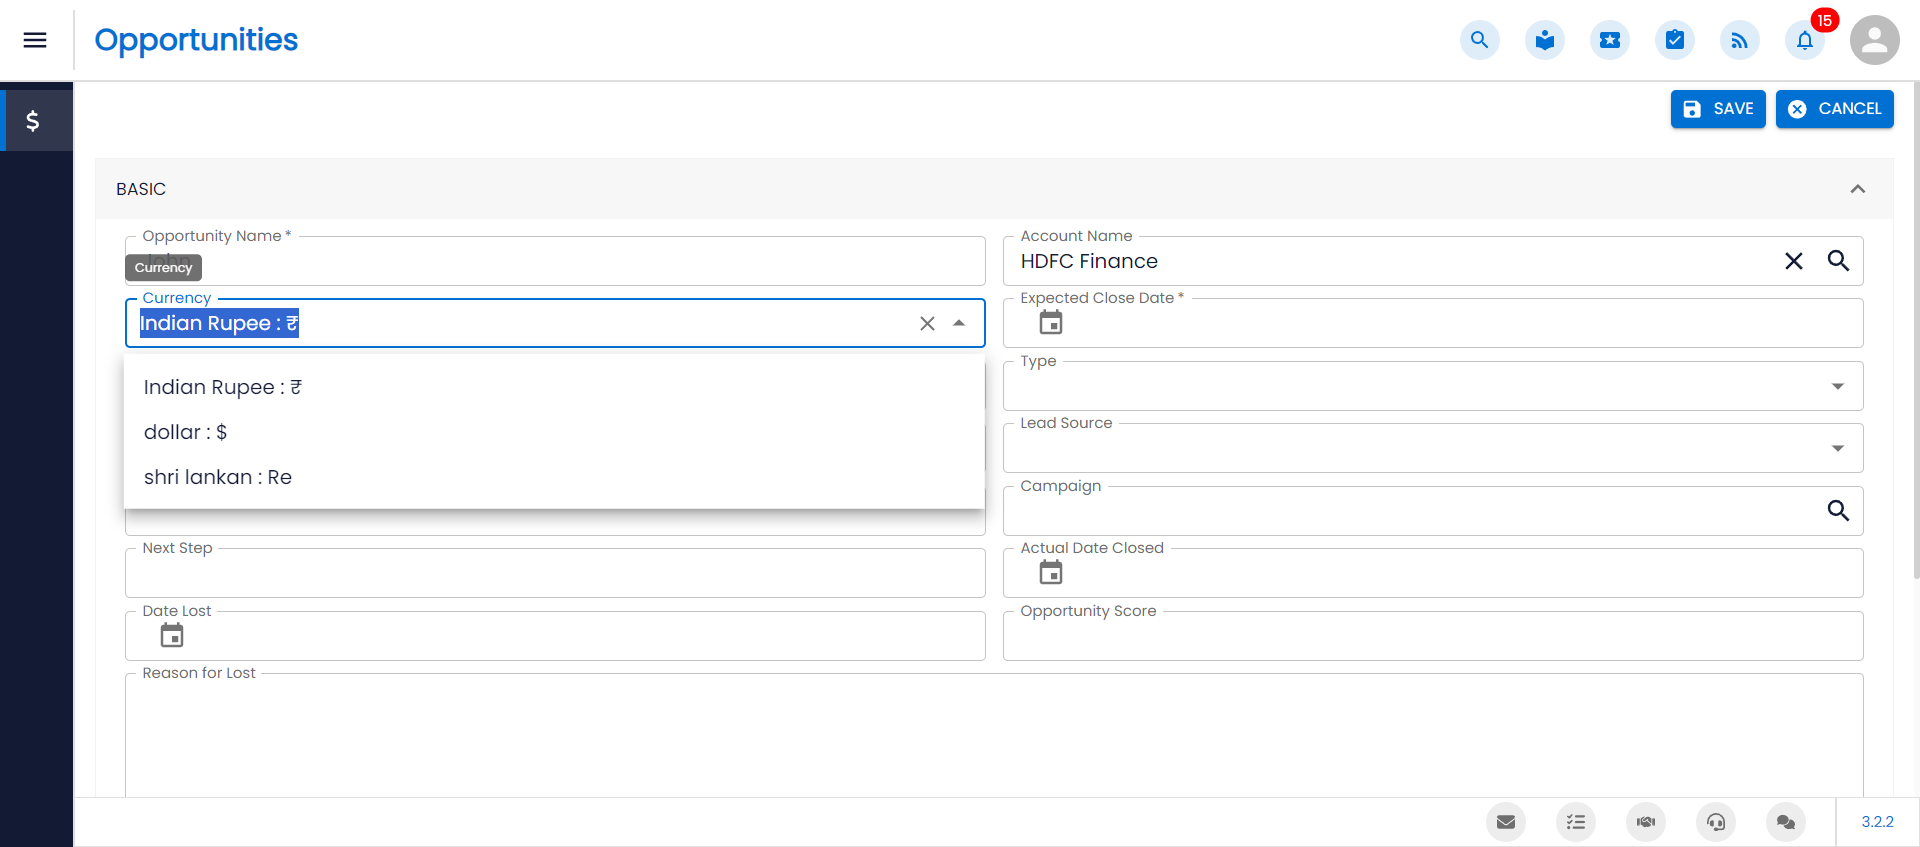 Opportunities
15
$
SAVE
CANCEL
BASIC
Opportunity Name *
Account Name
HDFC Finance
Currency
Currency
Indian Rupee : ₹
Expected Close Date *
Indian Rupee : ₹
dollar : $
shri lankan : Re
Type
Lead Source
Campaign
Next Step
Actual Date Closed
Date Lost
Opportunity Score
Reason for Lost
3.2.2